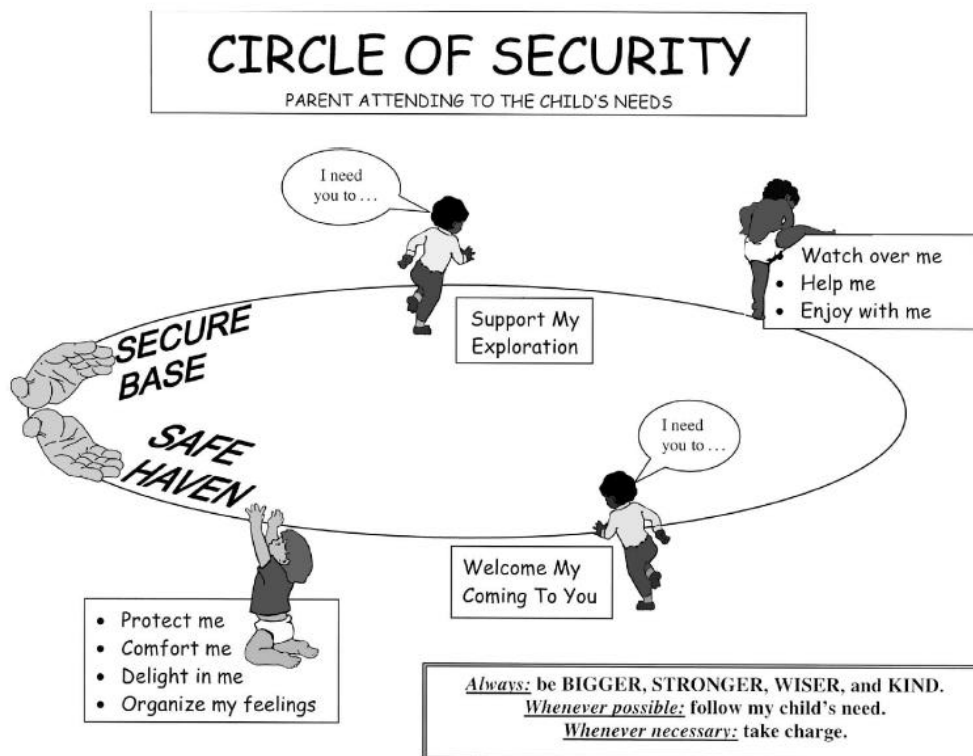 CIRCLE OF SECURITY
PARENT ATTENDING TO THE CHILD'S NEEDS
I need
you to . . .
• Watch over me
• Help me
• Enjoy with me
Support My
Exploration
SECURE
BASE
SAFE
HAVEN
I need
you to . . .
Welcome My
Coming To You
• Protect me
• Comfort me
• Delight in me
• Organize my feelings
Always: be BIGGER, STRONGER, WISER, and KIND.
Whenever possible: follow my child's need.
Whenever necessary: take charge.